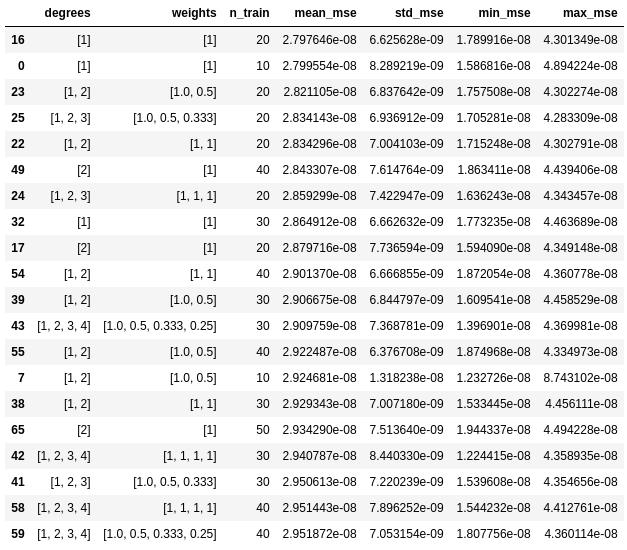 degrees weights n_train mean_mse std_mse min_mse max_mse
16 [1] [1] 20 2.797646e-08 6.625628e-09 1.789916e-08 4.301349e-08
0 [1] [1] 10 2.799554e-08 8.289219e-09 1.586816e-08 4.894224e-08
23 [1, 2] [1.0, 0.5] 20 2.821105e-08 6.837642e-09 1.757508e-08 4.302274e-08
25 [1, 2, 3] [1.0, 0.5, 0.333] 20 2.834143e-08 6.936912e-09 1.705281e-08 4.283309e-08
22 [1, 2] [1, 1] 20 2.834296e-08 7.004103e-09 1.715248e-08 4.302791e-08
49 [2] [1] 40 2.843307e-08 7.614764e-09 1.863411e-08 4.439406e-08
24 [1, 2, 3] [1, 1, 1] 20 2.859299e-08 7.422947e-09 1.636243e-08 4.343457e-08
32 [1] [1] 30 2.864912e-08 6.662632e-09 1.773235e-08 4.463689e-08
17 [2] [1] 20 2.879716e-08 7.736594e-09 1.594090e-08 4.349148e-08
54 [1, 2] [1, 1] 40 2.901370e-08 6.666855e-09 1.872054e-08 4.360778e-08
39 [1, 2] [1.0, 0.5] 30 2.906675e-08 6.844797e-09 1.609541e-08 4.458529e-08
43 [1, 2, 3, 4] [1.0, 0.5, 0.333, 0.25] 30 2.909759e-08 7.368781e-09 1.396901e-08 4.369981e-08
55 [1, 2] [1.0, 0.5] 40 2.922487e-08 6.376708e-09 1.874968e-08 4.334973e-08
7 [1, 2] [1.0, 0.5] 10 2.924681e-08 1.318238e-08 1.232726e-08 8.743102e-08
38 [1, 2] [1, 1] 30 2.929343e-08 7.007180e-09 1.533445e-08 4.456111e-08
65 [2] [1] 50 2.934290e-08 7.513640e-09 1.944337e-08 4.494228e-08
42 [1, 2, 3, 4] [1, 1, 1, 1] 30 2.940787e-08 8.440330e-09 1.224415e-08 4.358935e-08
41 [1, 2, 3] [1.0, 0.5, 0.333] 30 2.950613e-08 7.220239e-09 1.539608e-08 4.354656e-08
58 [1, 2, 3, 4] [1, 1, 1, 1] 40 2.951443e-08 7.896252e-09 1.544232e-08 4.412761e-08
59 [1, 2, 3, 4] [1.0, 0.5, 0.333, 0.25] 40 2.951872e-08 7.053154e-09 1.807756e-08 4.360114e-08